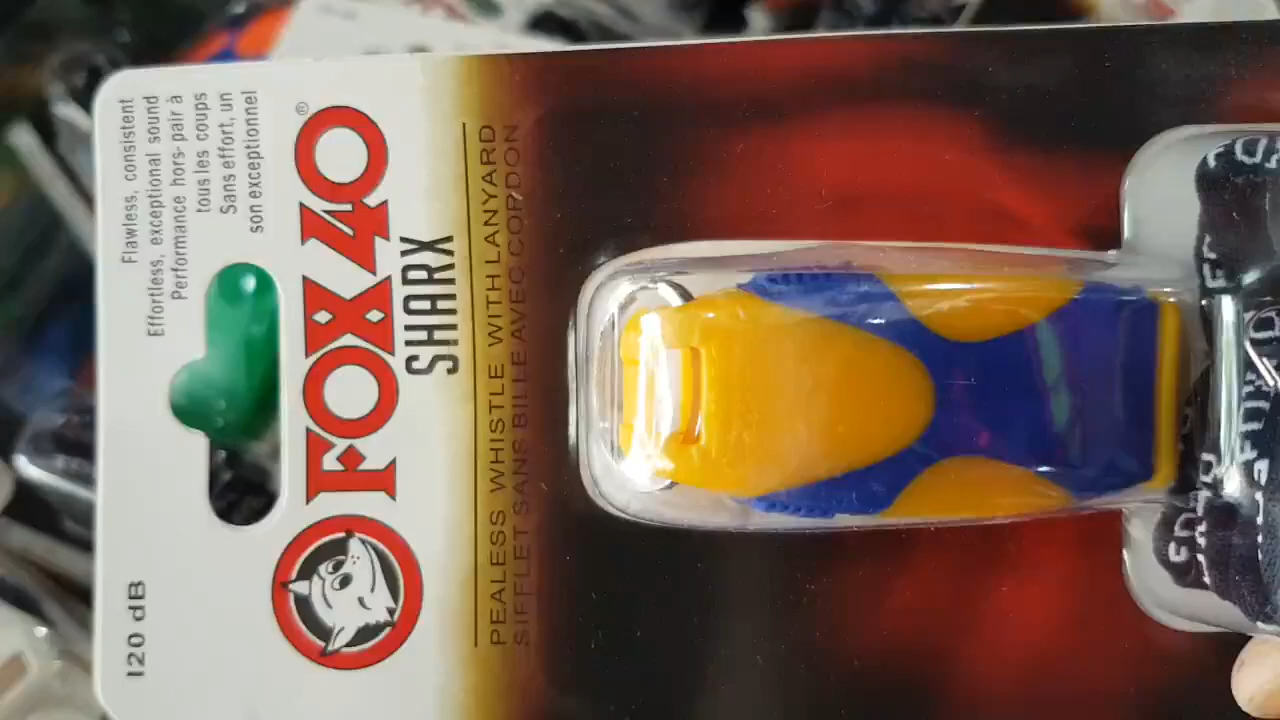 120 dB
Flawless, consistent
Effortless, exceptional sound
Performance hors-pair à
tous les coups
Sans effort, un
son exceptionnel
FOX 40®
SHARX
PEALESS WHISTLE WITH LANYARD
SIFFLET SANS BILLE AVEC CORDON